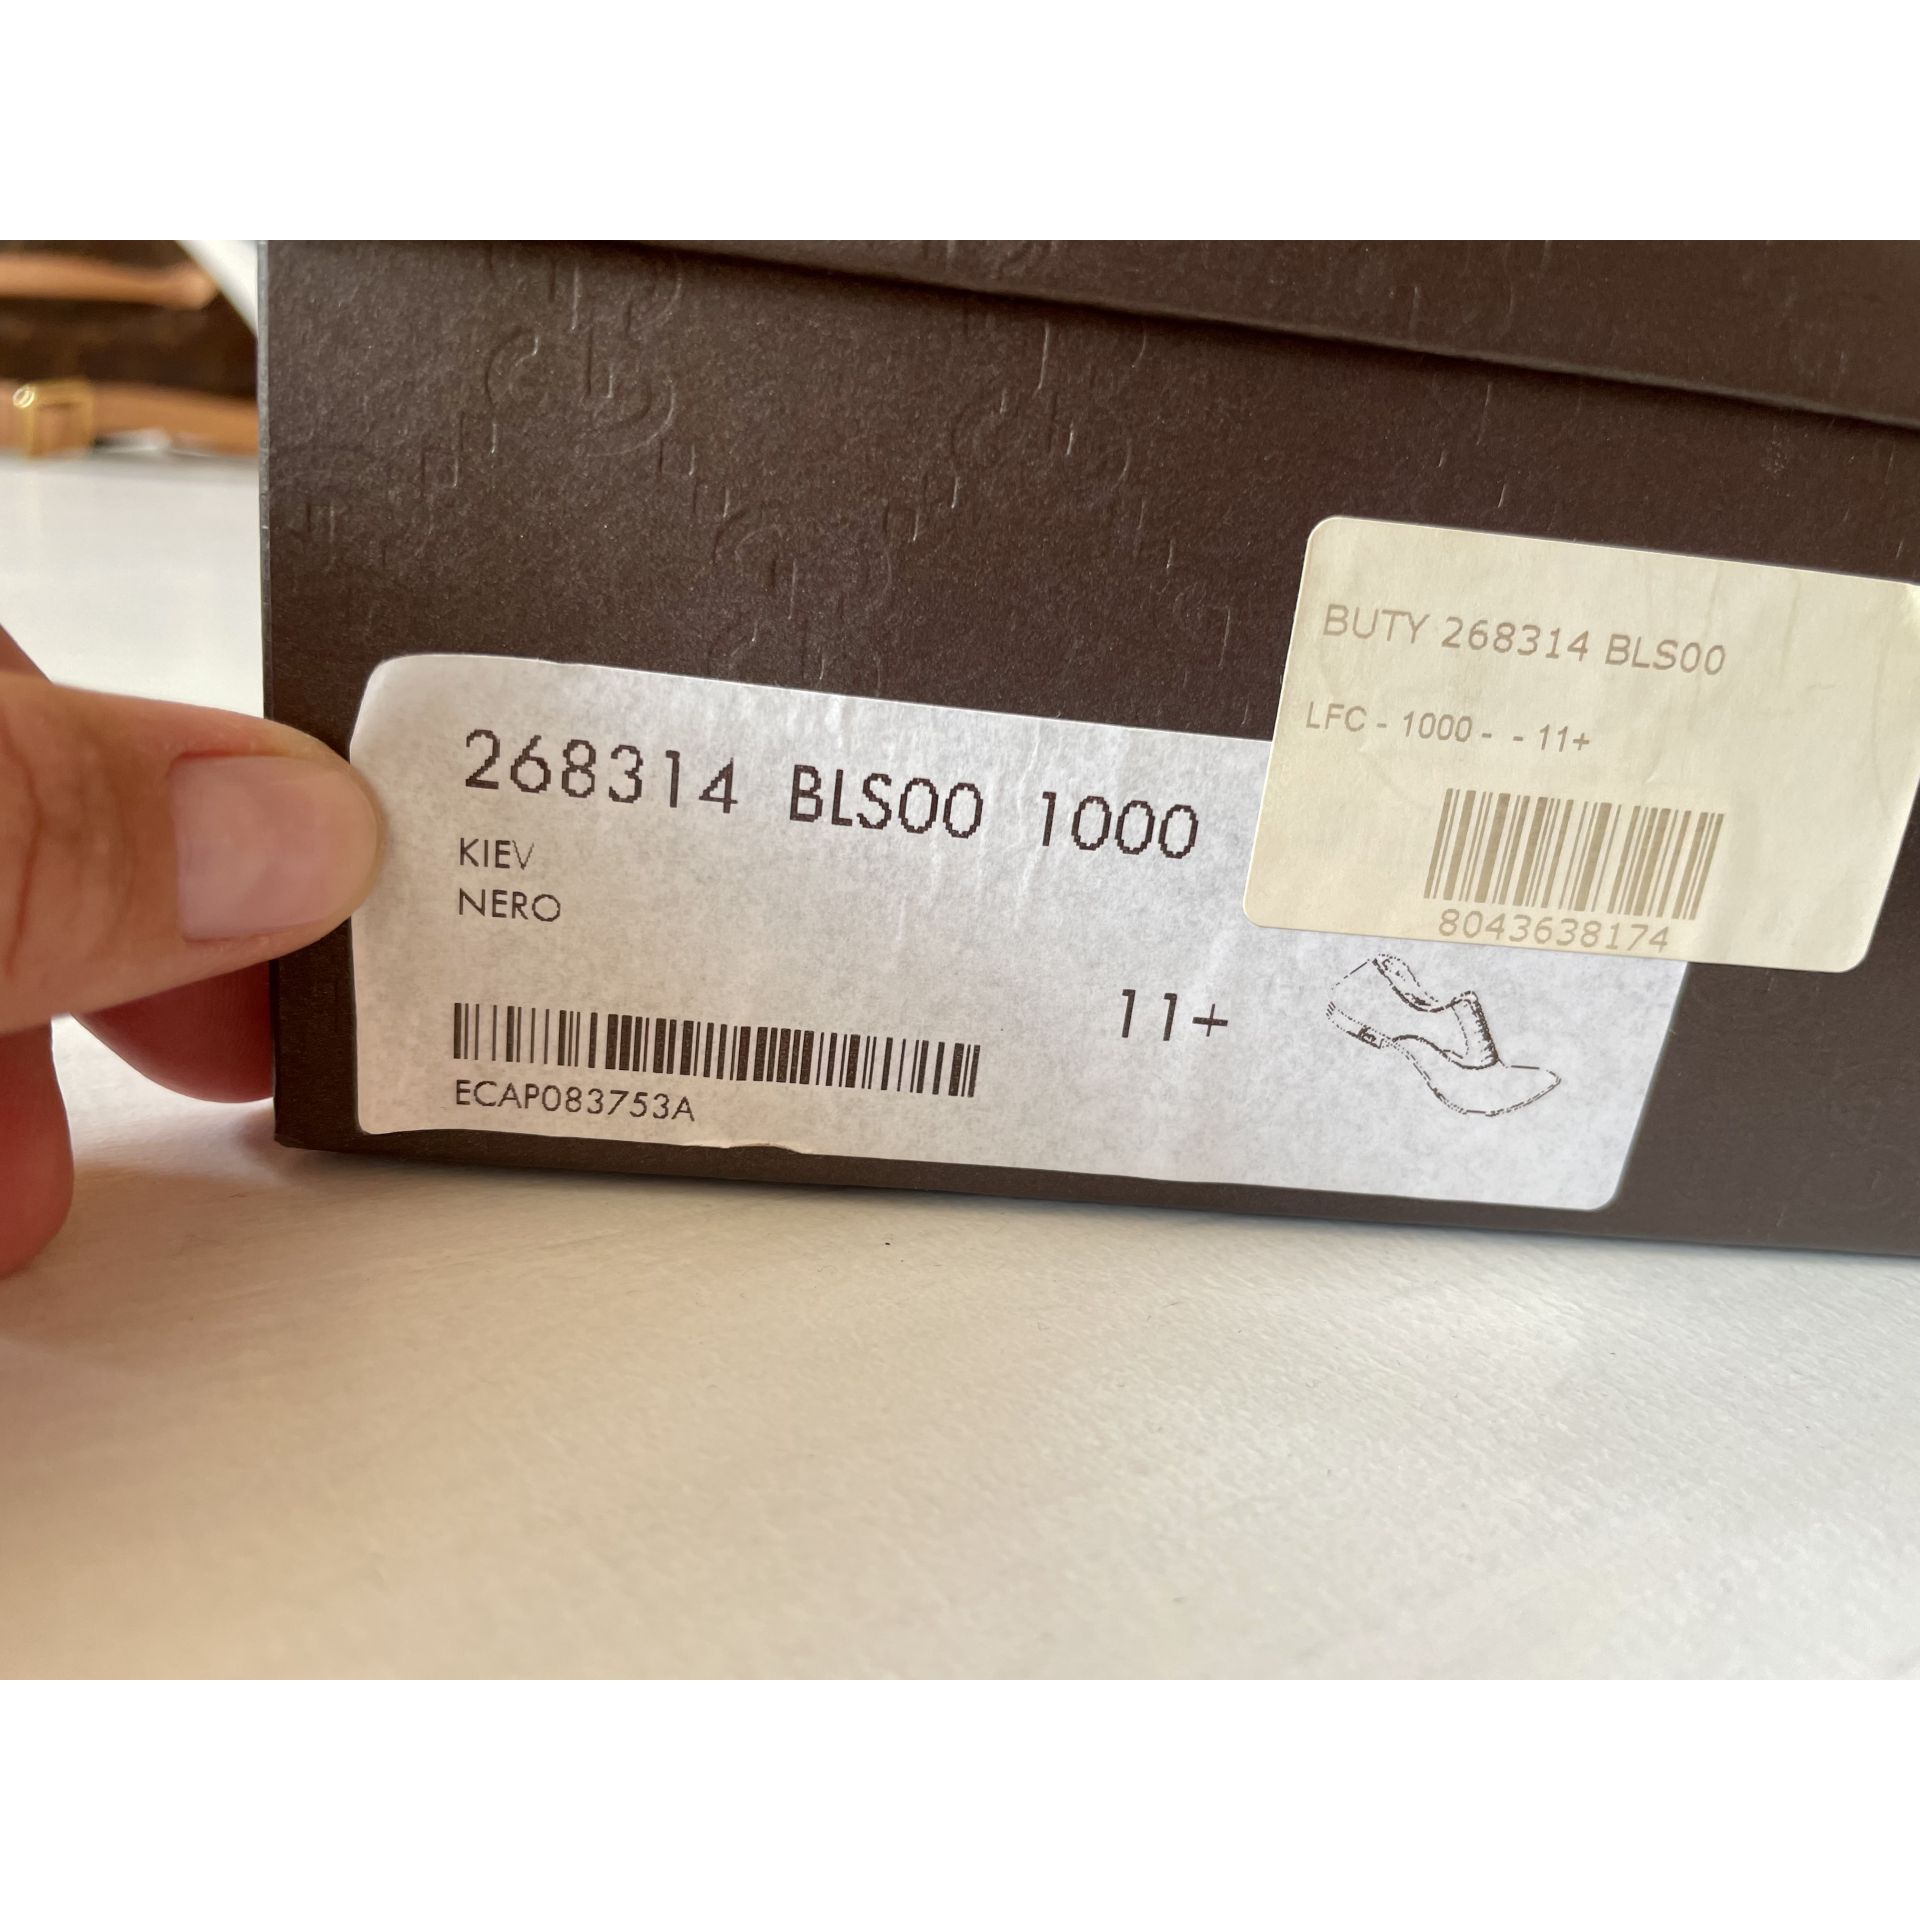 268314 BLS00 1000
KIEV
NERO
11+
ECAP083753A
BUTY 268314 BLS00
LFC - 1000 - - 11+
8043638174